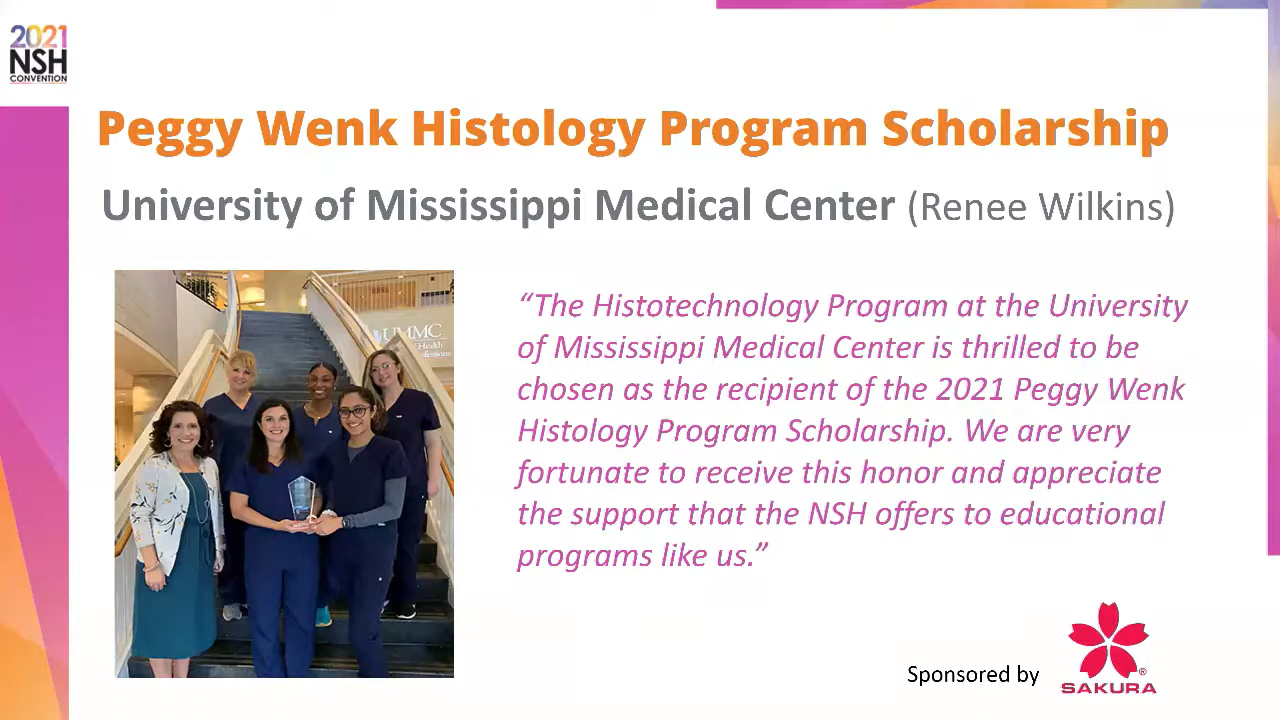 2021
NSH
CONVENTION
Peggy Wenk Histology Program Scholarship
University of Mississippi Medical Center (Renee Wilkins)
UMMC
Health
“The Histotechnology Program at the University
of Mississippi Medical Center is thrilled to be
chosen as the recipient of the 2021 Peggy Wenk
Histology Program Scholarship. We are very
fortunate to receive this honor and appreciate
the support that the NSH offers to educational
programs like us.”
Sponsored by
SAKURA®